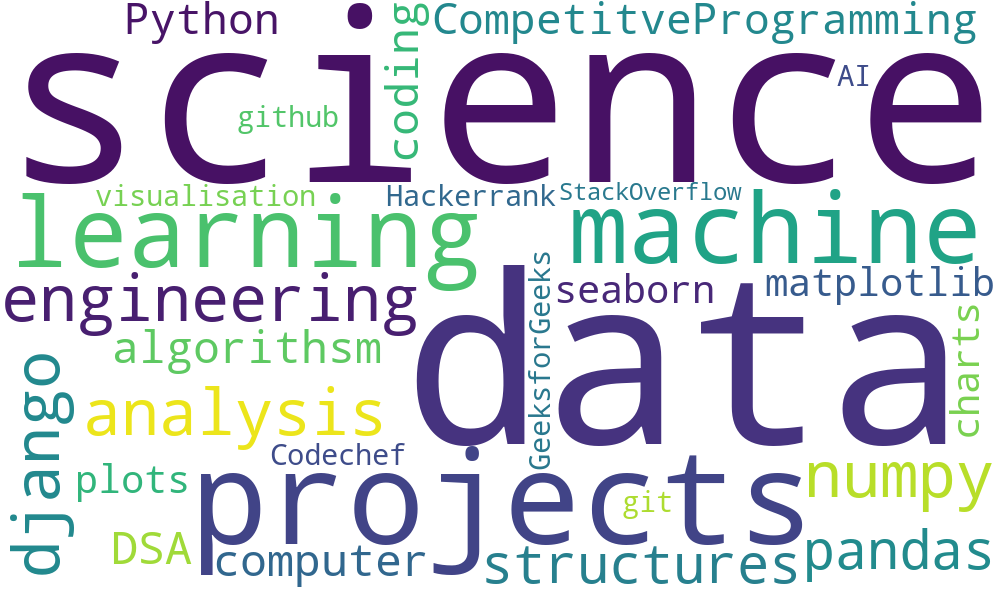 Python
CompetitveProgramming
science
coding
AI
github
visualisation
Hackerrank
StackOverflow
learning
machine
engineering
seaborn
matplotlib
GeeksforGeeks
data
charts
algorithsm
django
analysis
Codechef
plots
projects
numpy
git
DSA
computer
structures
pandas